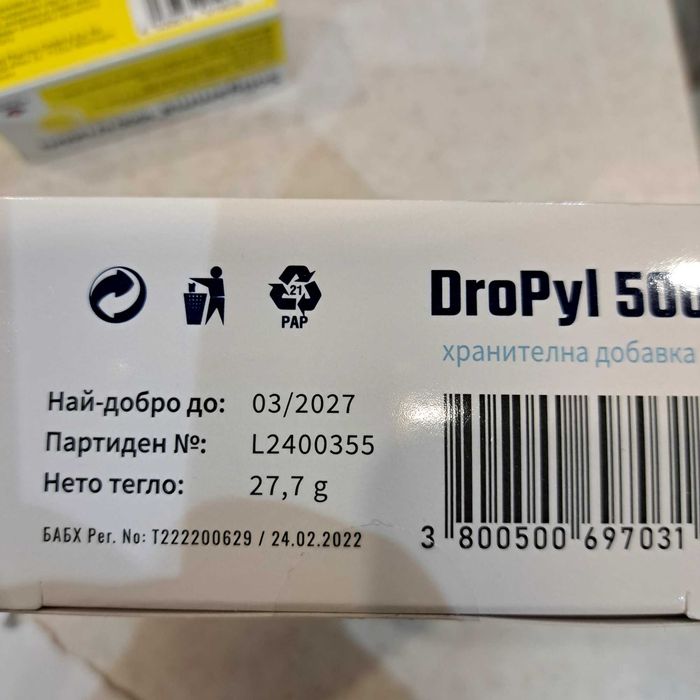 21
PAP
DroPyl 500
хранителна добавка
Най-добро до: 03/2027
Партиден №: L2400355
Нето тегло: 27,7 g
БАБХ Рег. No: T222200629 / 24.02.2022
3 800500 697031